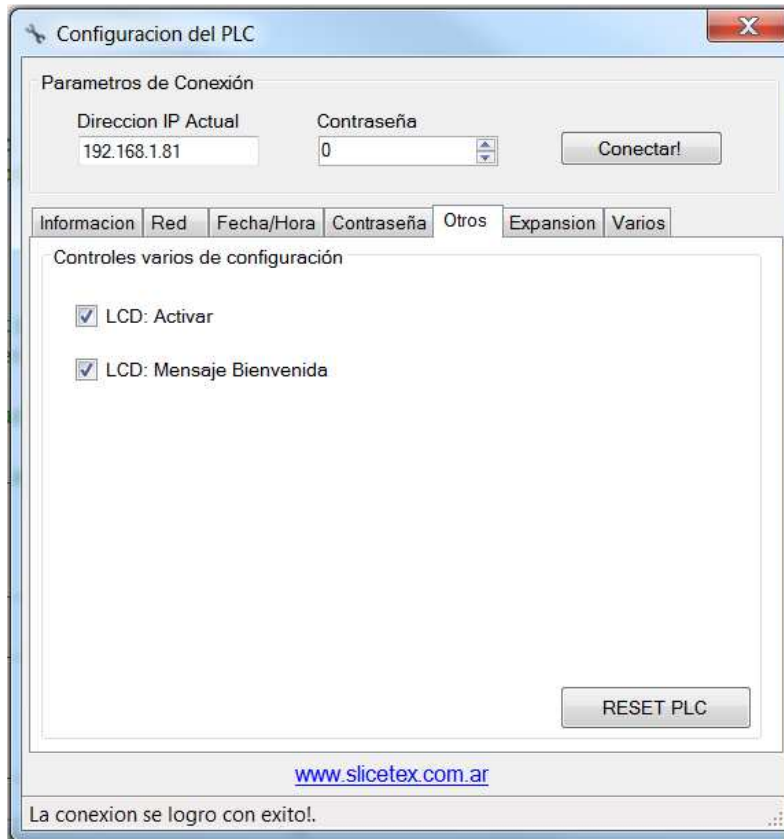 Configuracion del PLC
Parametros de Conexión
Direccion IP Actual Contraseña
192.168.1.81 0 Conectar!
Informacion Red Fecha/Hora Contraseña Otros Expansion Varios
Controles varios de configuración
LCD: Activar
LCD: Mensaje Bienvenida
RESET PLC
www.slicetex.com.ar
La conexion se logro con exito!.